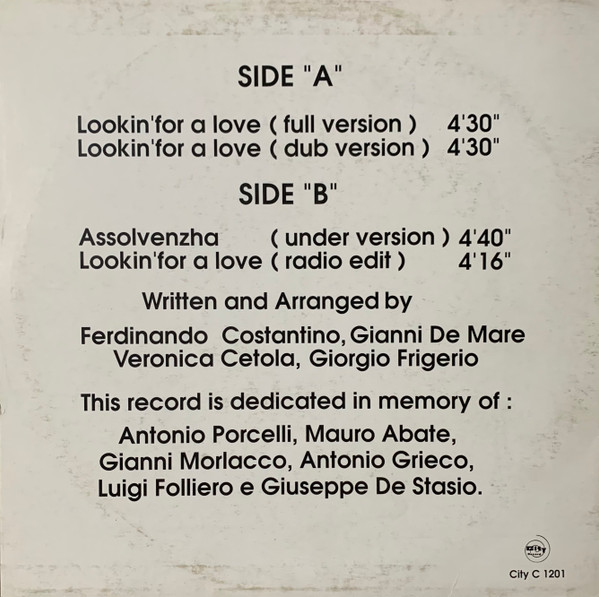 SIDE "A"
Lookin'for a love ( full version ) 4'30"
Lookin'for a love ( dub version ) 4'30"
SIDE "B"
Assolvenzha ( under version ) 4'40"
Lookin'for a love ( radio edit ) 4'16"
Written and Arranged by
Ferdinando Costantino, Gianni De Mare
Veronica Cetola, Giorgio Frigerio
This record is dedicated in memory of :
Antonio Porcelli, Mauro Abate,
Gianni Morlacco, Antonio Grieco,
Luigi Folliero e Giuseppe De Stasio.
City
City C 1201